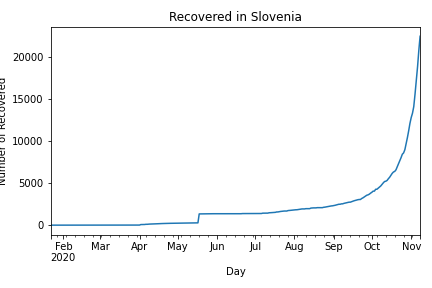 Recovered in Slovenia
Number of Recovered
20000
15000
10000
5000
0
Feb Mar Apr May Jun Jul Aug Sep Oct Nov
2020
Day